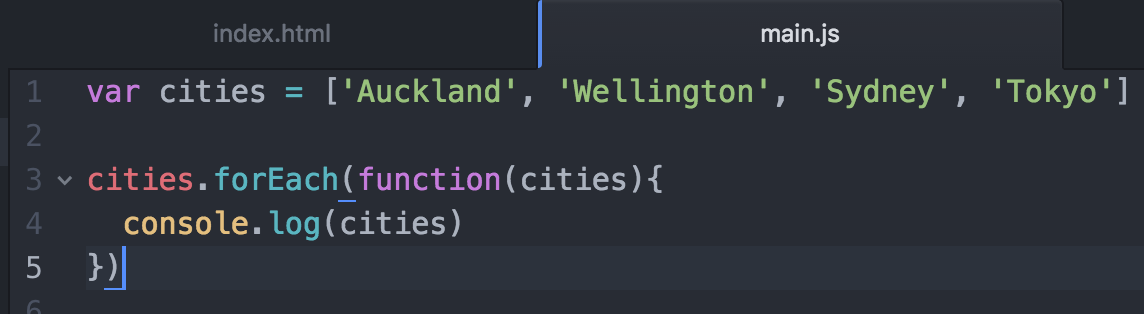 index.html main.js
1 var cities = ['Auckland', 'Wellington', 'Sydney', 'Tokyo']
2
3 cities.forEach(function(cities){
4 console.log(cities)
5 })
6